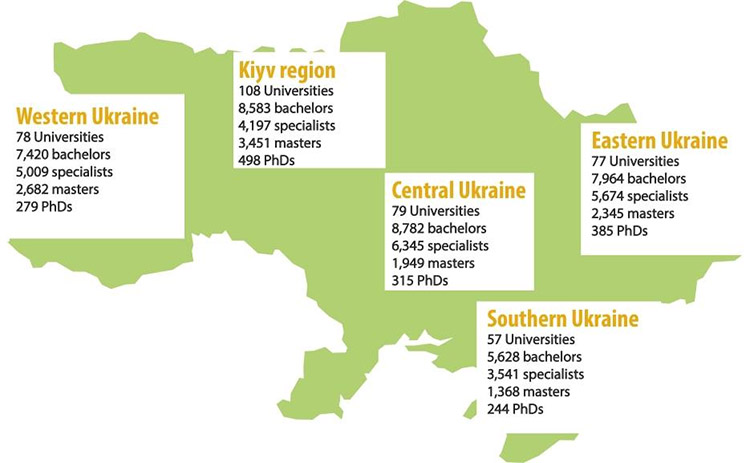 Kiyv region
108 Universities
8,583 bachelors
4,197 specialists
3,451 masters
498 PhDs
Western Ukraine
78 Universities
7,420 bachelors
5,009 specialists
2,682 masters
279 PhDs
Eastern Ukraine
77 Universities
7,964 bachelors
5,674 specialists
2,345 masters
385 PhDs
Central Ukraine
79 Universities
8,782 bachelors
6,345 specialists
1,949 masters
315 PhDs
Southern Ukraine
57 Universities
5,628 bachelors
3,541 specialists
1,368 masters
244 PhDs